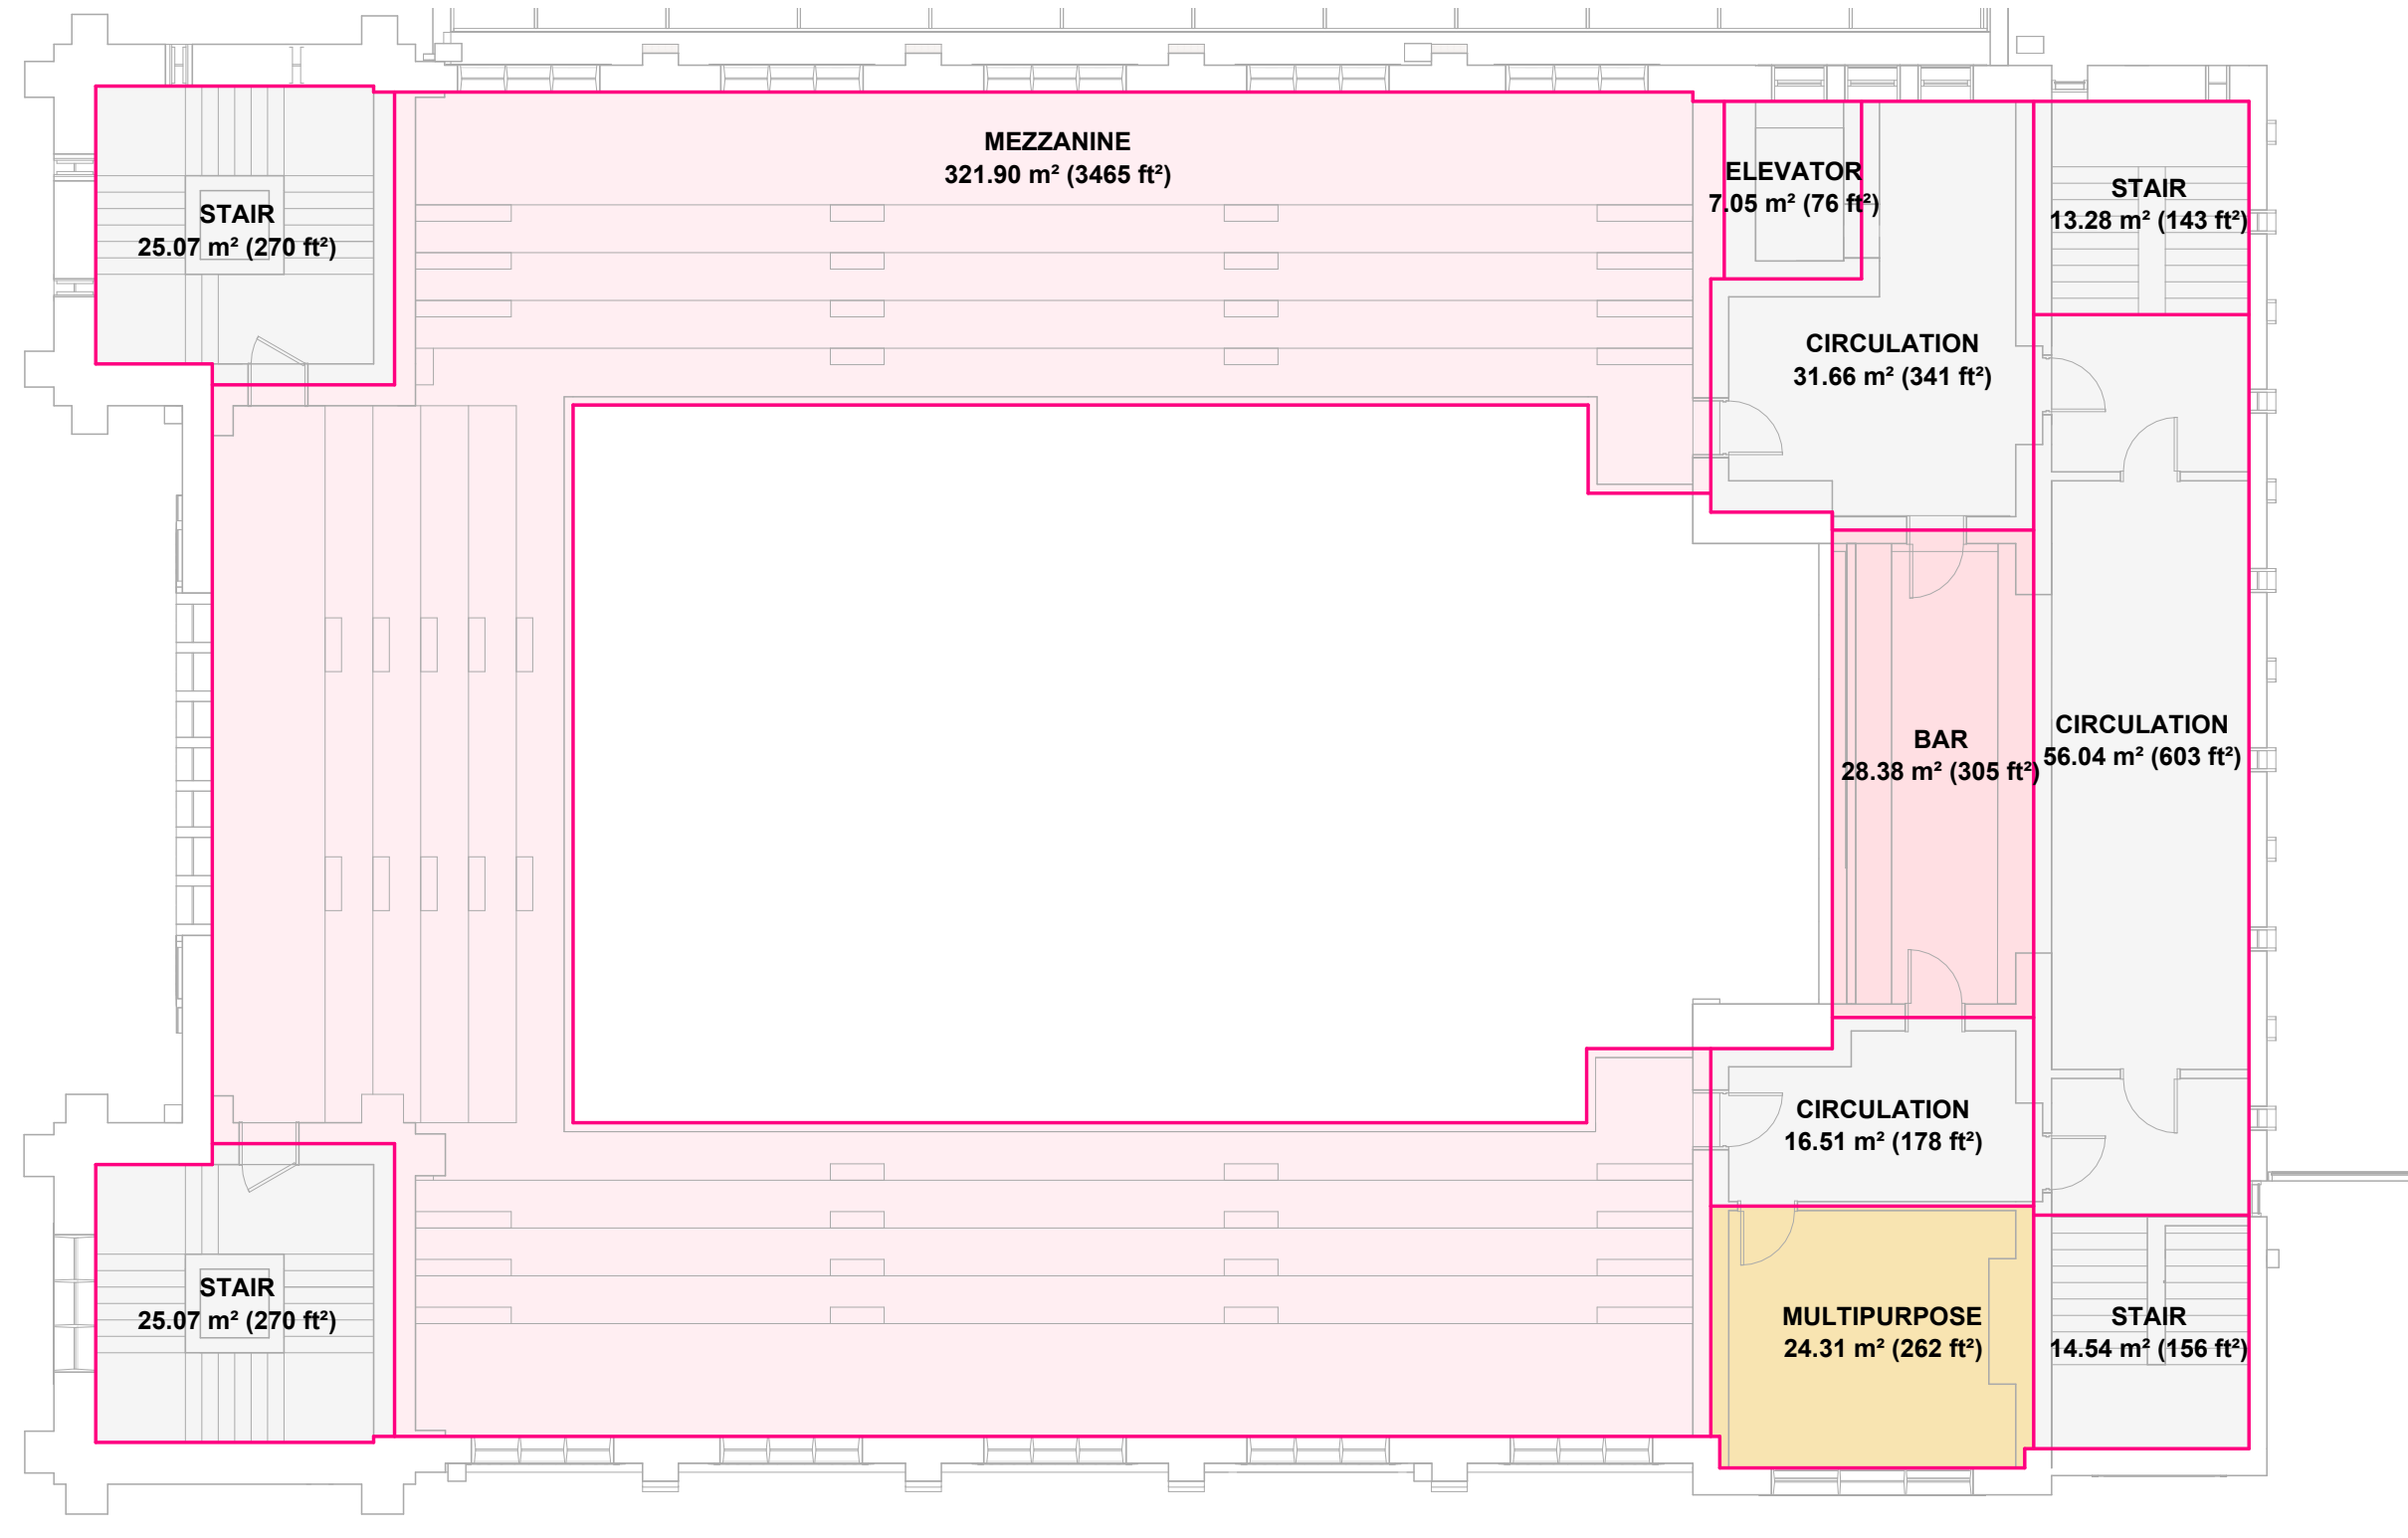 MEZZANINE
321.90 m² (3465 ft²)
ELEVATOR
7.05 m² (76 ft²)
STAIR
13.28 m² (143 ft²)
STAIR
25.07 m² (270 ft²)
CIRCULATION
31.66 m² (341 ft²)
BAR
28.38 m² (305 ft²)
CIRCULATION
56.04 m² (603 ft²)
CIRCULATION
16.51 m² (178 ft²)
STAIR
25.07 m² (270 ft²)
MULTIPURPOSE
24.31 m² (262 ft²)
STAIR
14.54 m² (156 ft²)